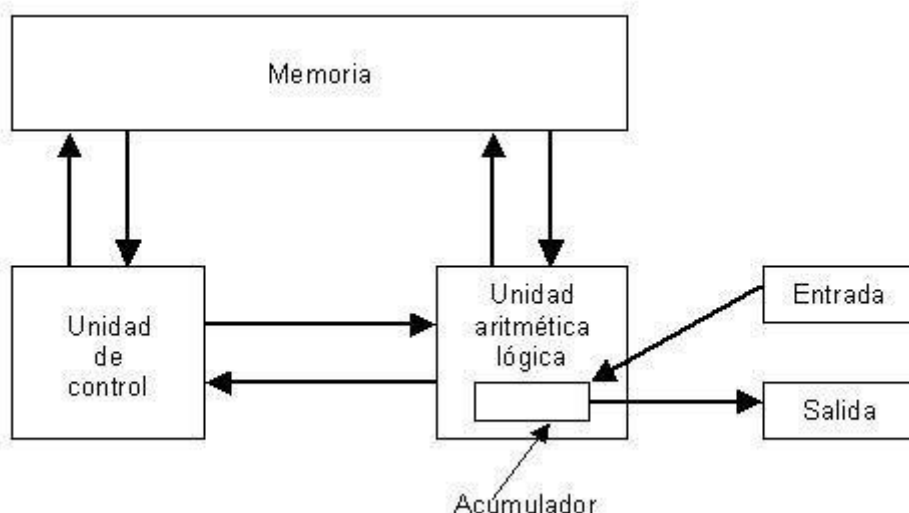 Memoria
Unidad
de
control
Unidad
aritmética
lógica
Entrada
Salida
Acumulador